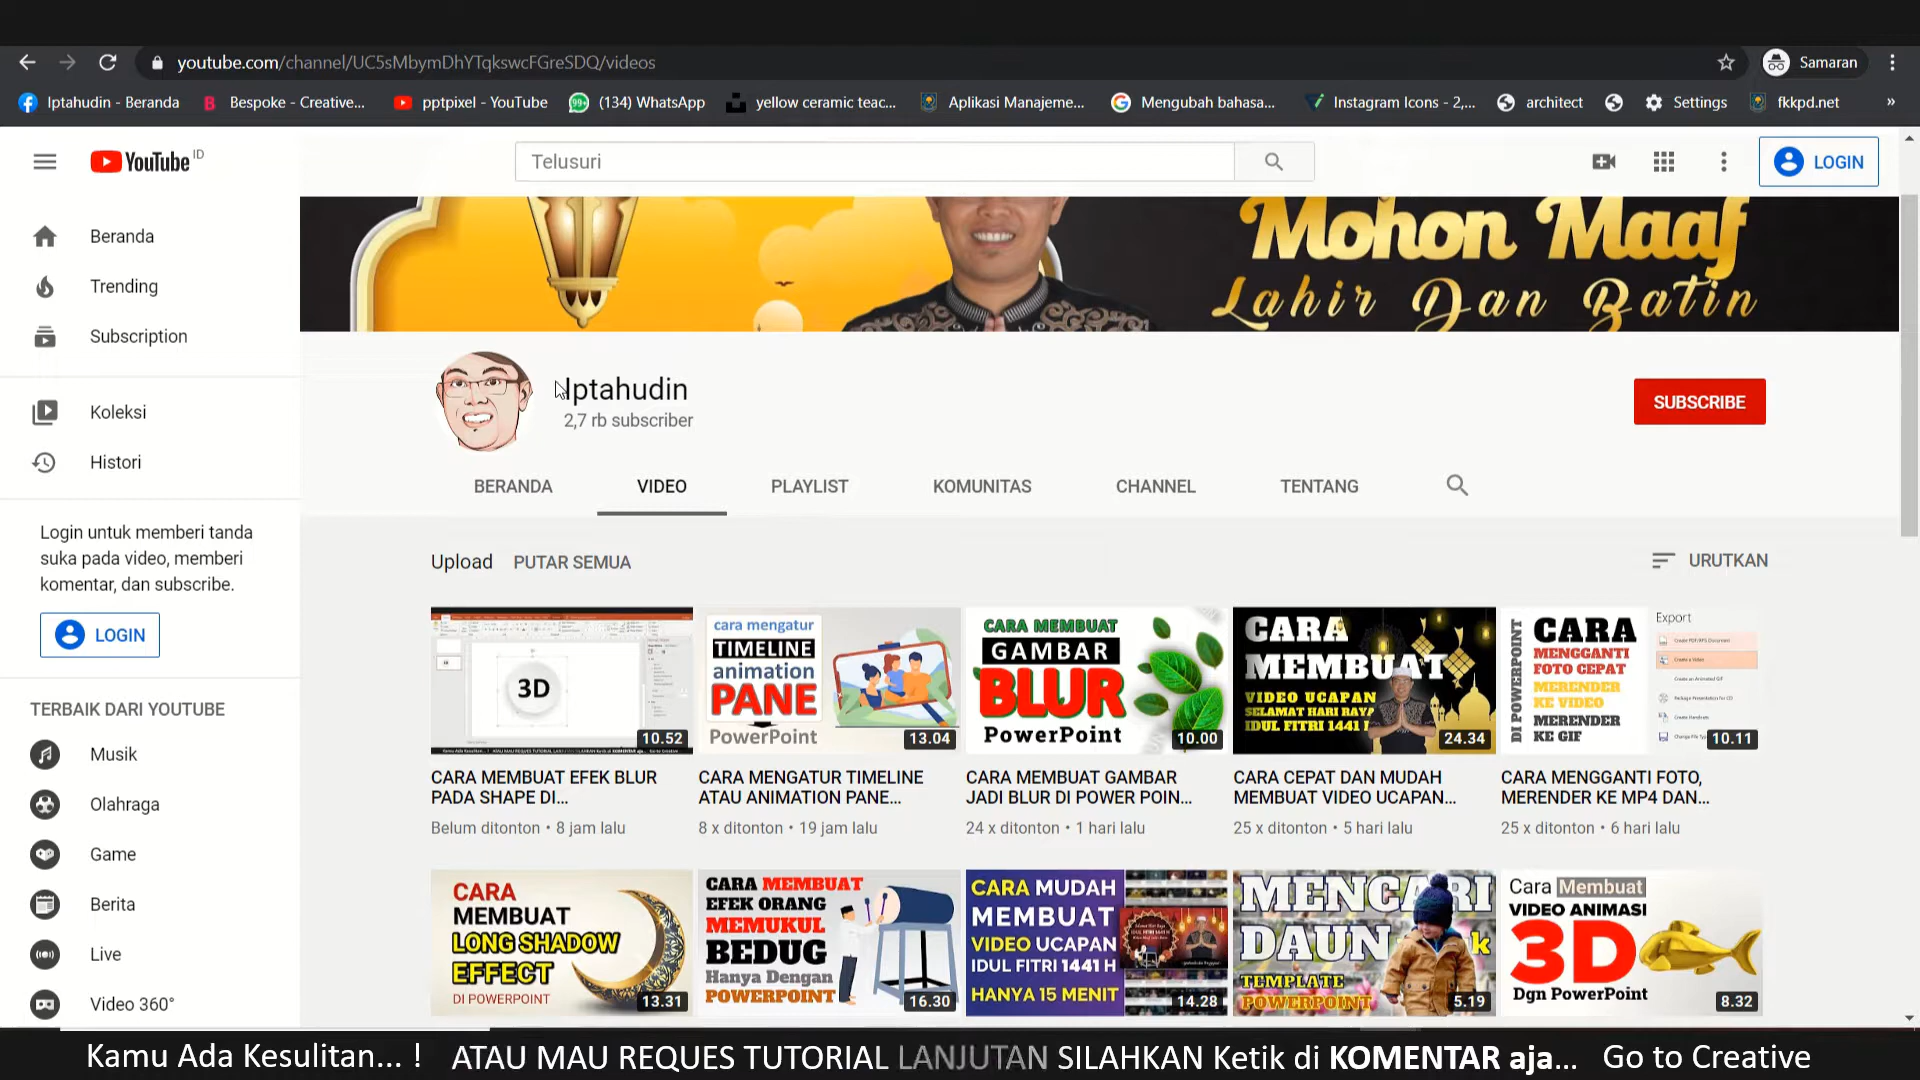 youtube.com/channel/UC5sMbymDhYTqkswcFGreSDQ/videos
Samaran
Iptahudin - Beranda
Bespoke - Creative...
pptpixel - YouTube
(134) WhatsApp
yellow ceramic teac...
Aplikasi Manajeme...
Mengubah bahasa...
Instagram Icons - 2,...
architect
Settings
fkkpd.net
»
YouTube ID
Telusuri
LOGIN
Beranda
Trending
Subscription
Koleksi
Histori
Login untuk memberi tanda
suka pada video, memberi
komentar, dan subscribe.
LOGIN
TERBAIK DARI YOUTUBE
Musik
Olahraga
Game
Berita
Live
Video 360°
Mohon Maaf
Lahir Dan Batin
Iptahudin
2,7 rb subscriber
SUBSCRIBE
BERANDA
VIDEO
PLAYLIST
KOMUNITAS
CHANNEL
TENTANG
Upload
PUTAR SEMUA
URUTKAN
3D
10.52
CARA MEMBUAT EFEK BLUR
PADA SHAPE DI...
Belum ditonton • 8 jam lalu
cara mengatur
TIMELINE
animation
PANE
PowerPoint
13.04
CARA MENGATUR TIMELINE
ATAU ANIMATION PANE...
8 x ditonton • 19 jam lalu
CARA MEMBUAT
GAMBAR
BLUR
PowerPoint
10.00
CARA MEMBUAT GAMBAR
JADI BLUR DI POWER POIN...
24 x ditonton • 1 hari lalu
CARA
MEMBUAT
VIDEO UCAPAN
SELAMAT HARI RAYA
IDUL FITRI 1441 H
24.34
CARA CEPAT DAN MUDAH
MEMBUAT VIDEO UCAPAN...
25 x ditonton • 5 hari lalu
DI POWERPOINT
CARA
MENGGANTI
FOTO CEPAT
MERENDER
KE VIDEO
MERENDER
KE GIF
Export
10.11
CARA MENGGANTI FOTO,
MERENDER KE MP4 DAN...
25 x ditonton • 6 hari lalu
CARA
MEMBUAT
LONG SHADOW
EFFECT
DI POWERPOINT
13.31
CARA MEMBUAT
EFEK ORANG
MEMUKUL
BEDUG
Hanya Dengan
POWERPOINT
16.30
CARA MUDAH
MEMBUAT
VIDEO UCAPAN
IDUL FITRI 1441 H
HANYA 15 MENIT
14.28
MENCARI
DAUN
TEMPLATE
POWERPOINT
5.19
Cara Membuat
VIDEO ANIMASI
3D
Dgn PowerPoint
8.32
Kamu Ada Kesulitan... ! ATAU MAU REQUES TUTORIAL LANJUTAN SILAHKAN Ketik di KOMENTAR aja... Go to Creative